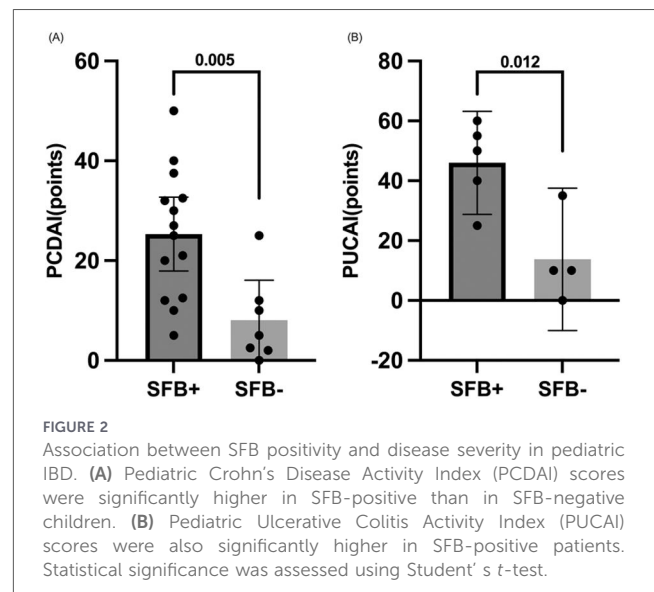 (A)
60
40
20
0
PCDAI(points)
0.005
SFB+ SFB-
(B)
80
60
40
20
0
-20
PUCAI(points)
0.012
SFB+ SFB-
FIGURE 2
Association between SFB positivity and disease severity in pediatric
IBD. (A) Pediatric Crohn's Disease Activity Index (PCDAI) scores
were significantly higher in SFB-positive than in SFB-negative
children. (B) Pediatric Ulcerative Colitis Activity Index (PUCAI)
scores were also significantly higher in SFB-positive patients.
Statistical significance was assessed using Student' s t-test.